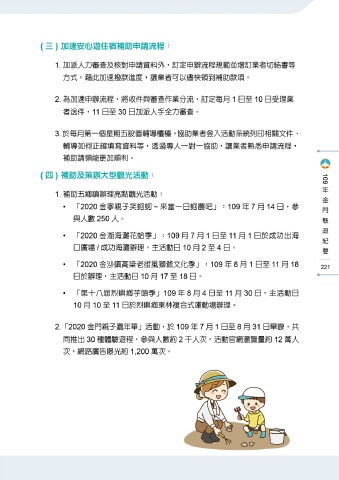 (三) 加速安心遊住宿補助申請流程：
1. 加派人力審查及核對申請資料外，訂定申辦流程規範並增訂業者切結書等
方式，藉此加速撥款進度，讓業者可以儘快領到補助款項。
2. 為加速申辦流程，將收件與審查作業分流，訂定每月 1 日至 10 日受理業
者送件、11 日至 30 日加派人手全力審查。
3. 於每月第一個星期五設置輔導櫃檯，協助業者登入活動系統列印相關文件、
輔導如何正確填寫資料等，透過專人一對一協助，讓業者熟悉申請流程，
補助請領能更加順利。
(四) 補助及策辦大型觀光活動：
1. 補助五鄉鎮辦理亮點觀光活動：
• 「2020 金寧親子笑蚵蚵 ~ 來當一日蚵農吧」：109 年 7 月 14 日，參
與人數 250 人。
• 「2020 金湖海灘花蛤季」：109 年 7 月 1 日至 11 月 1 日於成功出海
口廣場 / 成功海灘辦理，主活動日 10 月 2 至 4 日。
• 「2020 金沙鎮高粱老街風獅爺文化季」：109 年 8 月 1 日至 11 月 18
日於辦理，主活動日 10 月 17 至 18 日。
• 「第十八屆烈嶼鄉芋頭季」109 年 8 月 4 日至 11 月 30 日，主活動日
10 月 10 至 11 日於烈嶼鄉東林複合式運動場辦理。
2.「2020 金門親子嘉年華」活動，於 109 年 7 月 1 日至 8 月 31 日舉辦，共
同推出 30 種體驗遊程，參與人數約 2 千人次，活動官網瀏覽量約 12 萬人
次，網路廣告曝光約 1,200 萬次。
109
年
金
門
縣
政
紀
要
221